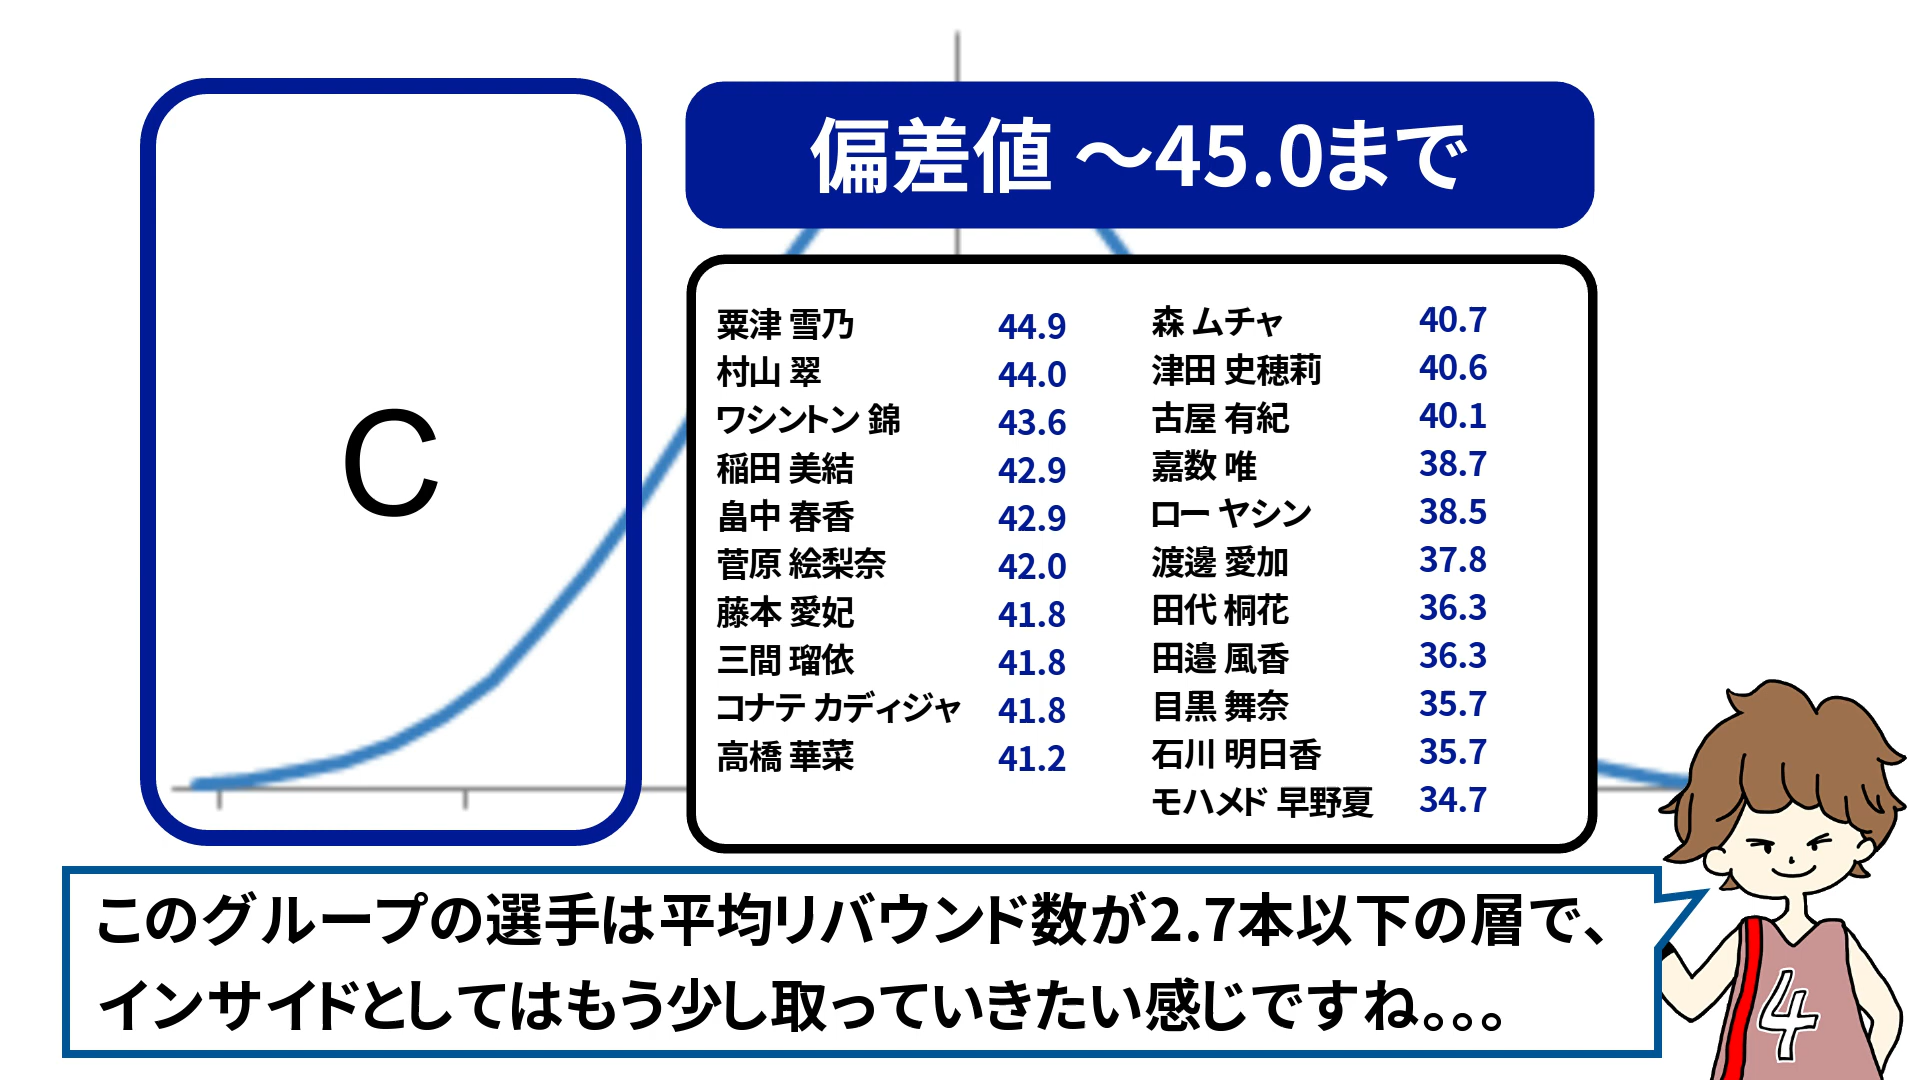 C
偏差値 ～45.0まで
粟津 雪乃 44.9
村山 翠 44.0
ワシントン 錦 43.6
稲田 美結 42.9
畠中 春香 42.9
菅原 絵梨奈 42.0
藤本 愛妃 41.8
三間 瑠依 41.8
コナテ カディジャ 41.8
高橋 華菜 41.2
森 ムチャ 40.7
津田 史穂莉 40.6
古屋 有紀 40.1
嘉数 唯 38.7
ロー ヤシン 38.5
渡邊 愛加 37.8
田代 桐花 36.3
田邉 風香 36.3
目黒 舞奈 35.7
石川 明日香 35.7
モハメド 早野夏 34.7
このグループの選手は平均リバウンド数が2.7本以下の層で、
インサイドとしてはもう少し取っていきたい感じですね。。。
4